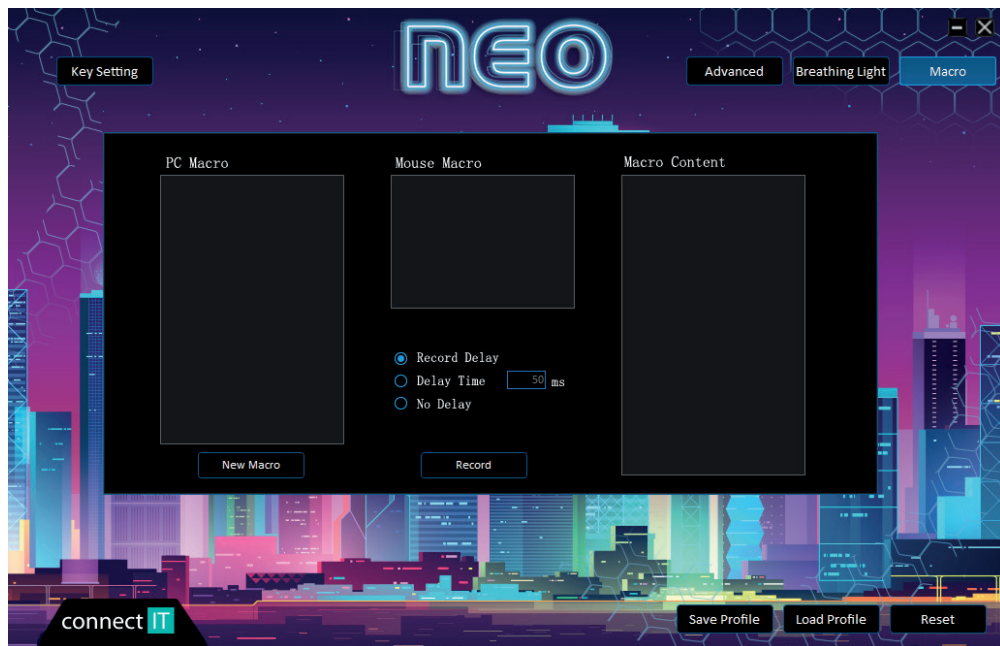 NEO
Key Setting
Advanced
Breathing Light
Macro
PC Macro
Mouse Macro
Macro Content
Record Delay
Delay Time 50 ms
No Delay
New Macro
Record
connect IT
Save Profile
Load Profile
Reset